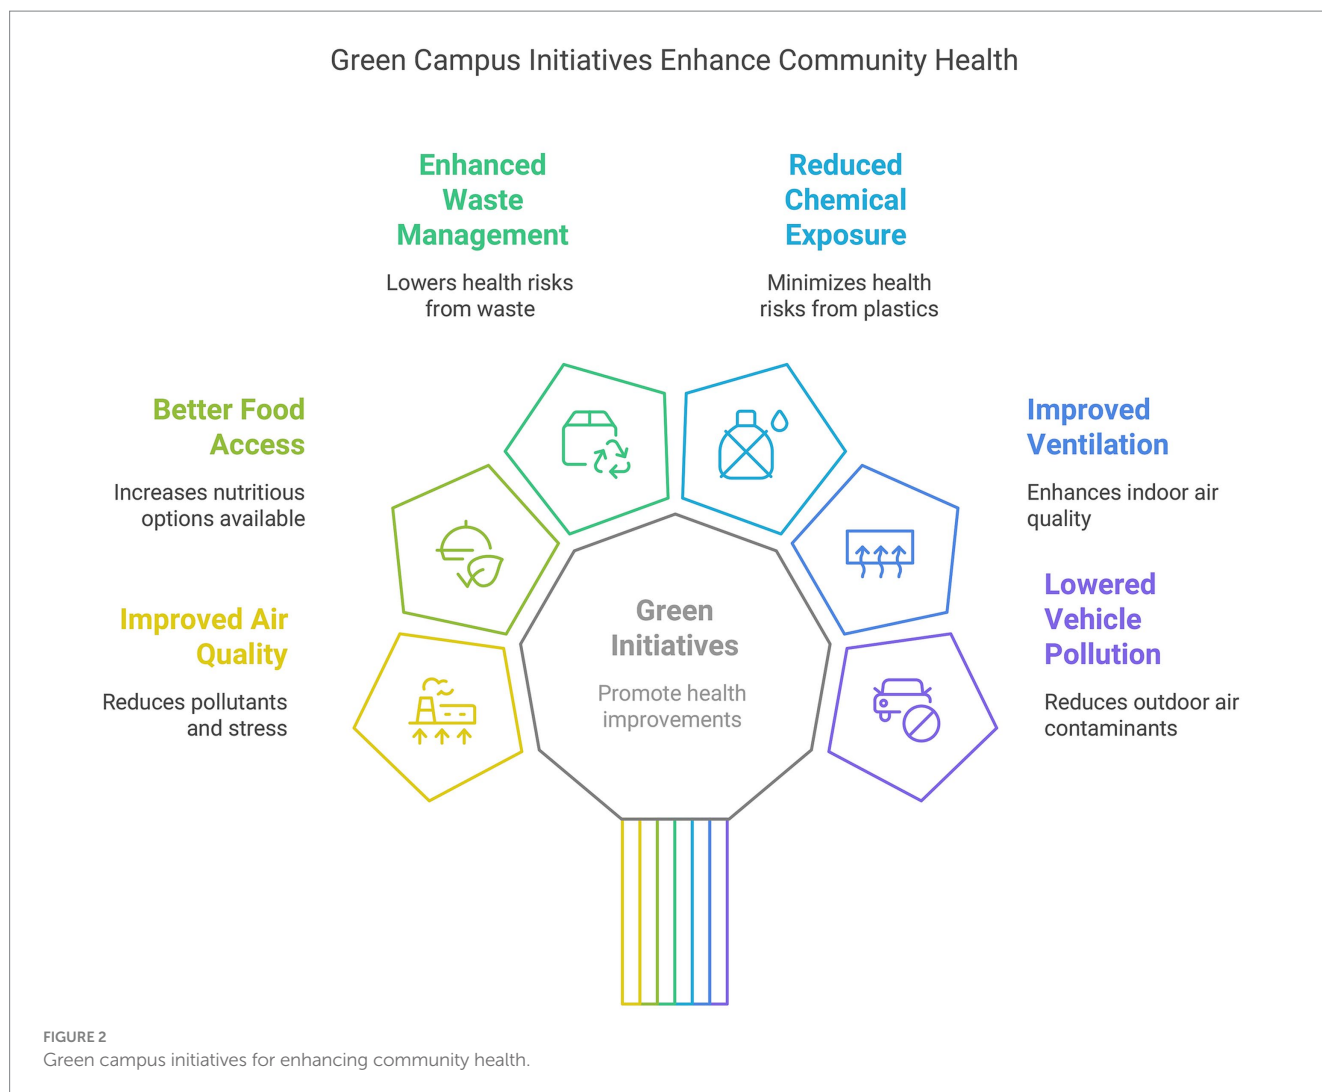 Green Campus Initiatives Enhance Community Health
Enhanced
Waste
Management
Lowers health risks
from waste
Reduced
Chemical
Exposure
Minimizes health
risks from plastics
Better Food
Access
Increases nutritious
options available
Improved
Ventilation
Enhances indoor air
quality
Improved Air
Quality
Reduces pollutants
and stress
Green
Initiatives
Promote health
improvements
Lowered
Vehicle
Pollution
Reduces outdoor air
contaminants
FIGURE 2
Green campus initiatives for enhancing community health.